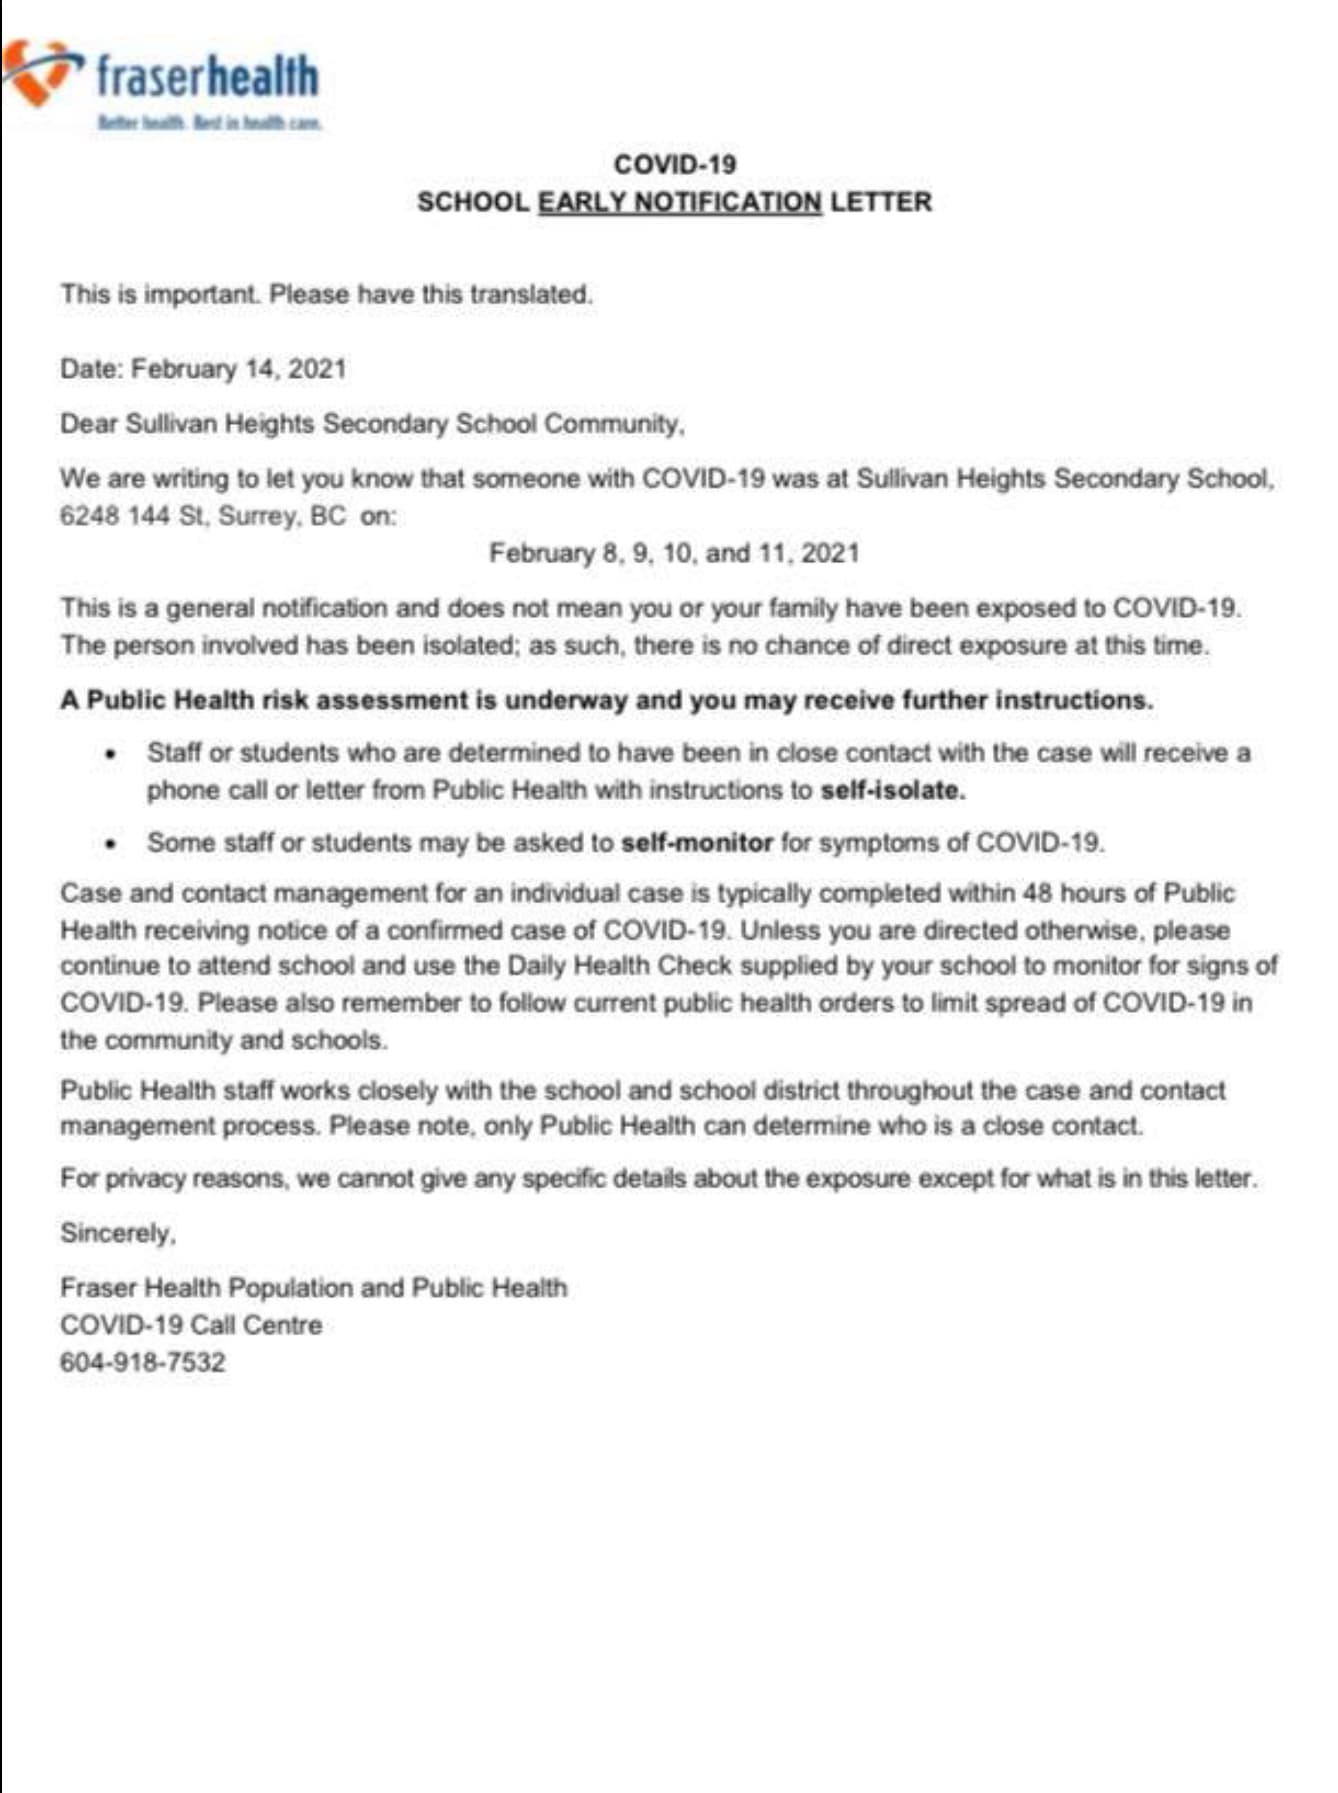 fraserhealth
Better health. Best in health care.
COVID-19
SCHOOL EARLY NOTIFICATION LETTER
This is important. Please have this translated.
Date: February 14, 2021
Dear Sullivan Heights Secondary School Community,
We are writing to let you know that someone with COVID-19 was at Sullivan Heights Secondary School,
6248 144 St, Surrey, BC on:
February 8, 9, 10, and 11, 2021
This is a general notification and does not mean you or your family have been exposed to COVID-19.
The person involved has been isolated; as such, there is no chance of direct exposure at this time.
A Public Health risk assessment is underway and you may receive further instructions.
• Staff or students who are determined to have been in close contact with the case will receive a
phone call or letter from Public Health with instructions to self-isolate.
• Some staff or students may be asked to self-monitor for symptoms of COVID-19.
Case and contact management for an individual case is typically completed within 48 hours of Public
Health receiving notice of a confirmed case of COVID-19. Unless you are directed otherwise, please
continue to attend school and use the Daily Health Check supplied by your school to monitor for signs of
COVID-19. Please also remember to follow current public health orders to limit spread of COVID-19 in
the community and schools.
Public Health staff works closely with the school and school district throughout the case and contact
management process. Please note, only Public Health can determine who is a close contact.
For privacy reasons, we cannot give any specific details about the exposure except for what is in this letter.
Sincerely,
Fraser Health Population and Public Health
COVID-19 Call Centre
604-918-7532